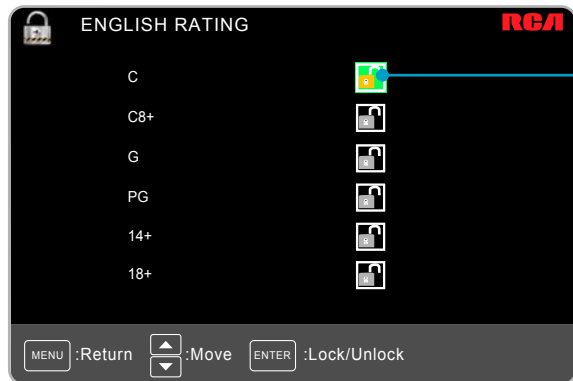 ENGLISH RATING RCA
C
C8+
G
PG
14+
18+
MENU :Return :Move ENTER :Lock/Unlock